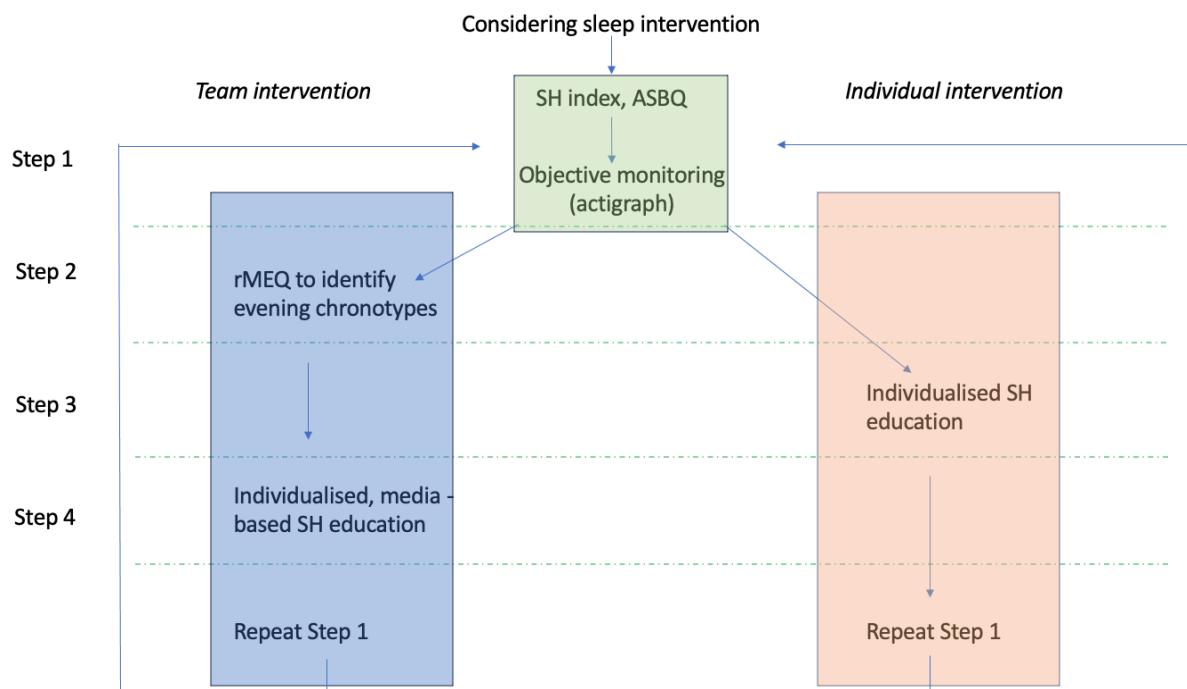 Considering sleep intervention
Team intervention
SH index, ASBQ
Individual intervention
Step 1
Objective monitoring
(actigraph)
Step 2
rMEQ to identify
evening chronotypes
Step 3
Individualised SH
education
Step 4
Individualised, media -
based SH education
Repeat Step 1
Repeat Step 1